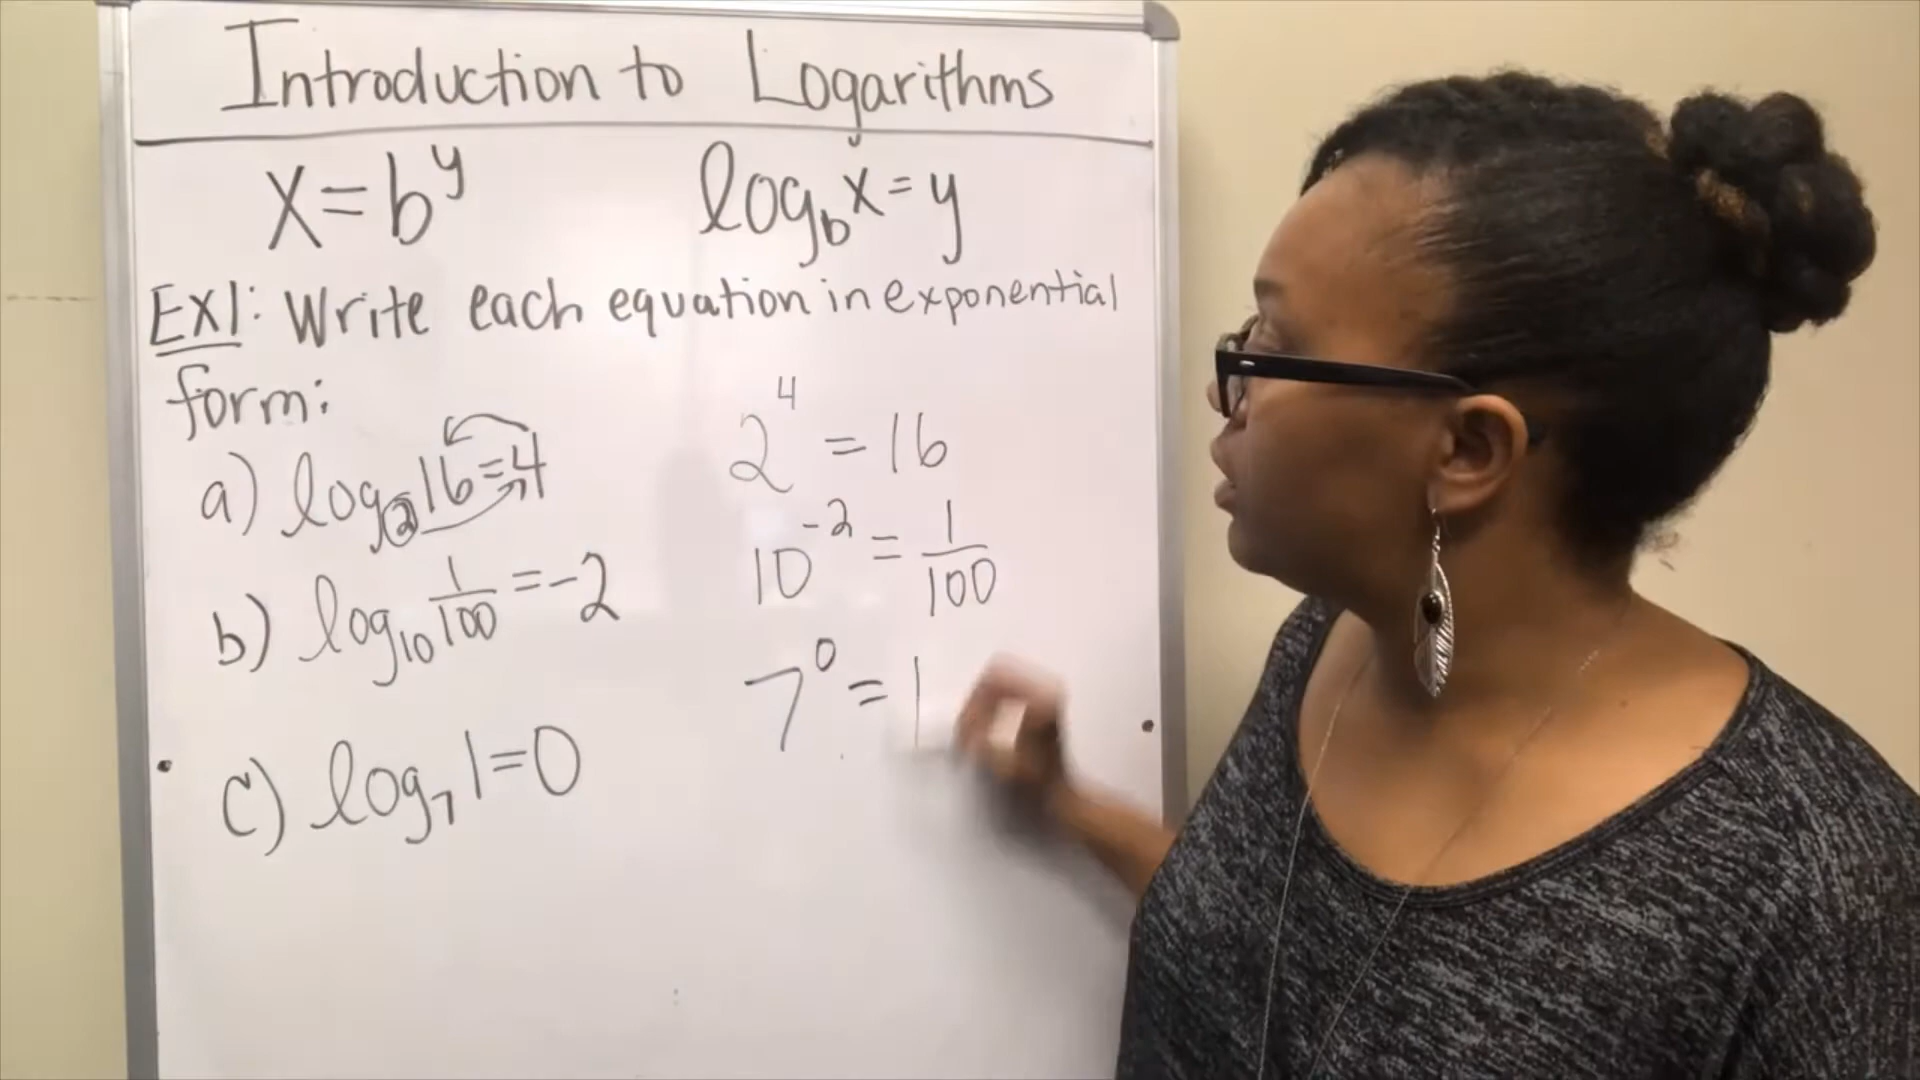 Introduction to Logarithms
x=b^y log_b x=y
EX1: Write each equation in exponential
form:
a) log_2 16=4 2^4 = 16
b) log_10 1/100 =-2 10^-2 = 1/100
c) log_7 1=0 7^0 = 1